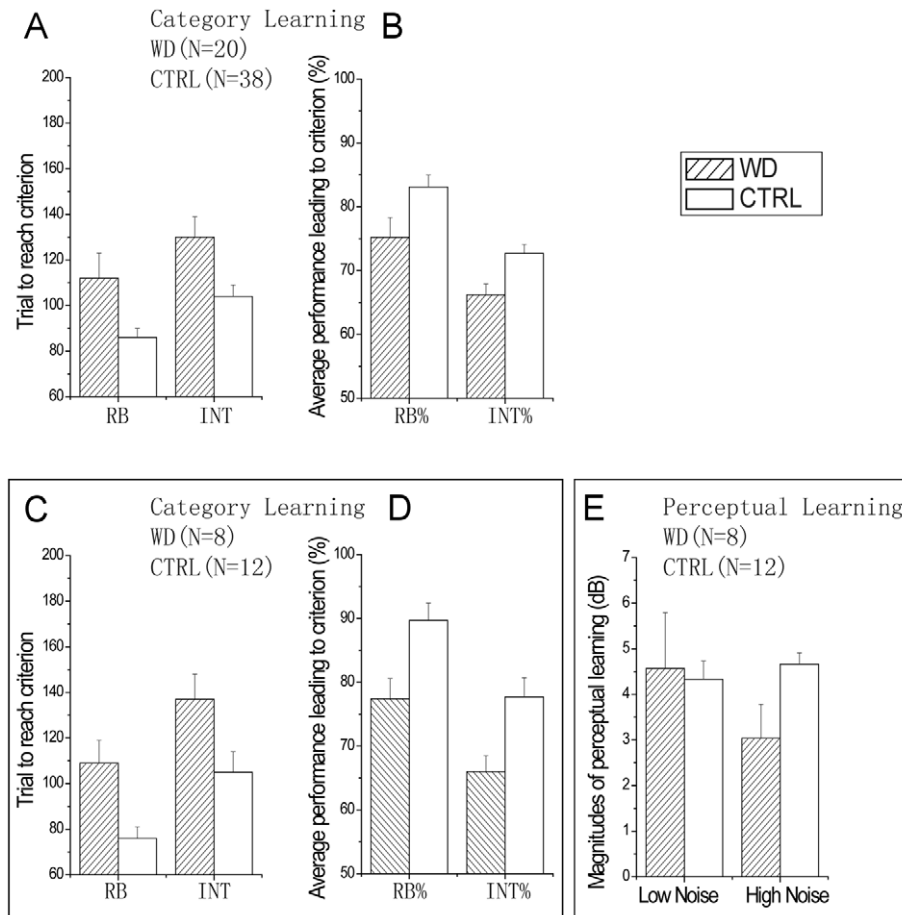 A
Category Learning
WD(N=20)
CTRL(N=38)
Trial to reach criterion
200
180
160
140
120
100
80
60
RB
INT
B
Average performance leading to criterion (%)
100
90
80
70
60
50
RB%
INT%
WD
CTRL
C
Category Learning
WD(N=8)
CTRL(N=12)
Trial to reach criterion
200
180
160
140
120
100
80
60
RB
INT
D
Average performance leading to criterion (%)
100
90
80
70
60
50
RB%
INT%
E
Perceptual Learning
WD(N=8)
CTRL(N=12)
Magnitudes of perceptual learning (dB)
7
6
5
4
3
2
1
0
Low Noise
High Noise